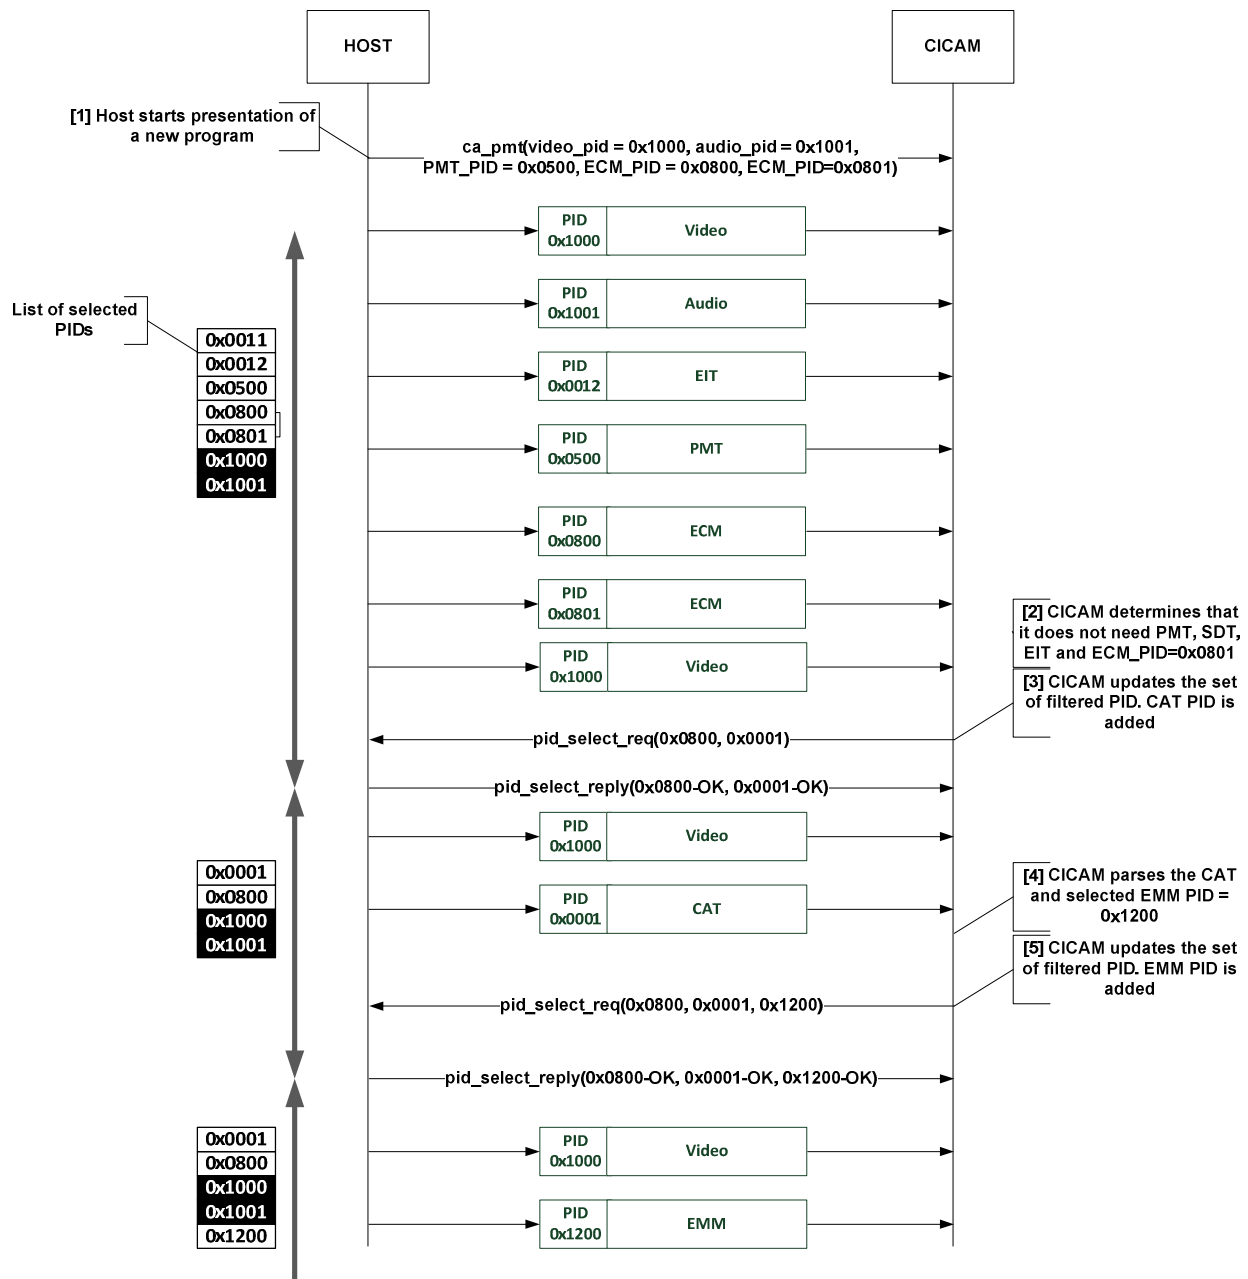 HOST
CICAM
[1] Host starts presentation of
a new program
ca_pmt(video_pid = 0x1000, audio_pid = 0x1001,
PMT_PID = 0x0500, ECM_PID = 0x0800, ECM_PID=0x0801)
PID
0x1000
Video
List of selected
PIDs
0x0011
0x0012
0x0500
0x0800
0x0801
0x1000
0x1001
PID
0x1001
Audio
PID
0x0012
EIT
PID
0x0500
PMT
PID
0x0800
ECM
PID
0x0801
ECM
[2] CICAM determines that
it does not need PMT, SDT,
EIT and ECM_PID=0x0801
PID
0x1000
Video
[3] CICAM updates the set
of filtered PID. CAT PID is
added
pid_select_req(0x0800, 0x0001)
pid_select_reply(0x0800-OK, 0x0001-OK)
PID
0x1000
Video
0x0001
0x0800
0x1000
0x1001
PID
0x0001
CAT
[4] CICAM parses the CAT
and selected EMM PID =
0x1200
[5] CICAM updates the set
of filtered PID. EMM PID is
added
pid_select_req(0x0800, 0x0001, 0x1200)
pid_select_reply(0x0800-OK, 0x0001-OK, 0x1200-OK)
0x0001
0x0800
0x1000
0x1001
0x1200
PID
0x1000
Video
PID
0x1200
EMM